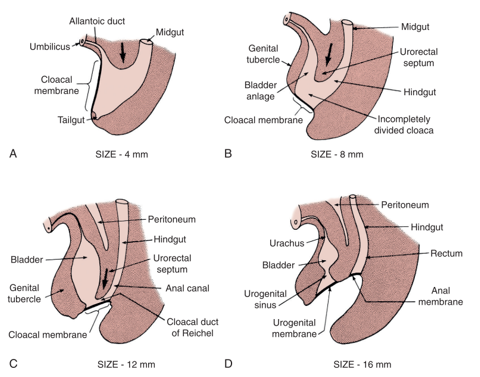 Allantoic duct
Midgut
Umbilicus
Cloacal
membrane
Tailgut
A
SIZE - 4 mm
Midgut
Genital
tubercle
Urorectal
septum
Bladder
anlage
Hindgut
Cloacal membrane
Incompletely
divided cloaca
B
SIZE - 8 mm
Peritoneum
Hindgut
Bladder
Urorectal
septum
Genital
tubercle
Anal canal
Cloacal duct
of Reichel
Cloacal membrane
C
SIZE - 12 mm
Peritoneum
Hindgut
Urachus
Rectum
Bladder
Urogenital
sinus
Anal
membrane
Urogenital
membrane
D
SIZE - 16 mm